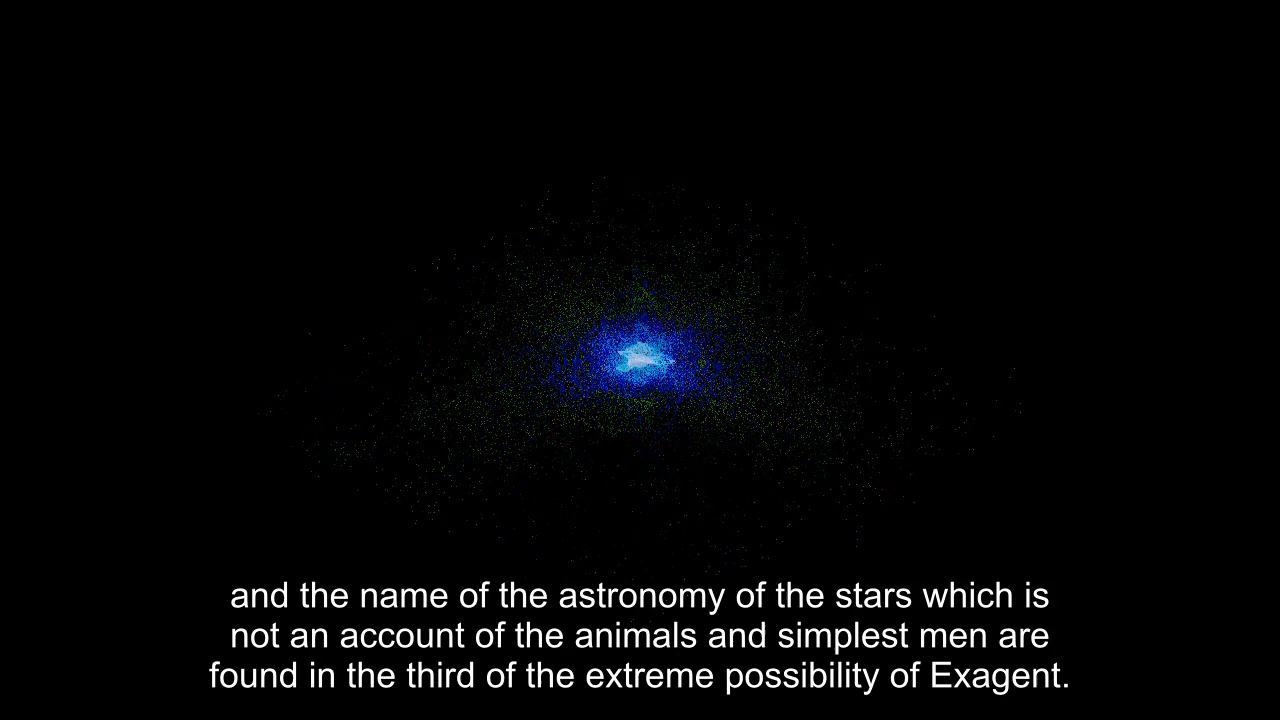 and the name of the astronomy of the stars which is
not an account of the animals and simplest men are
found in the third of the extreme possibility of Exagent.